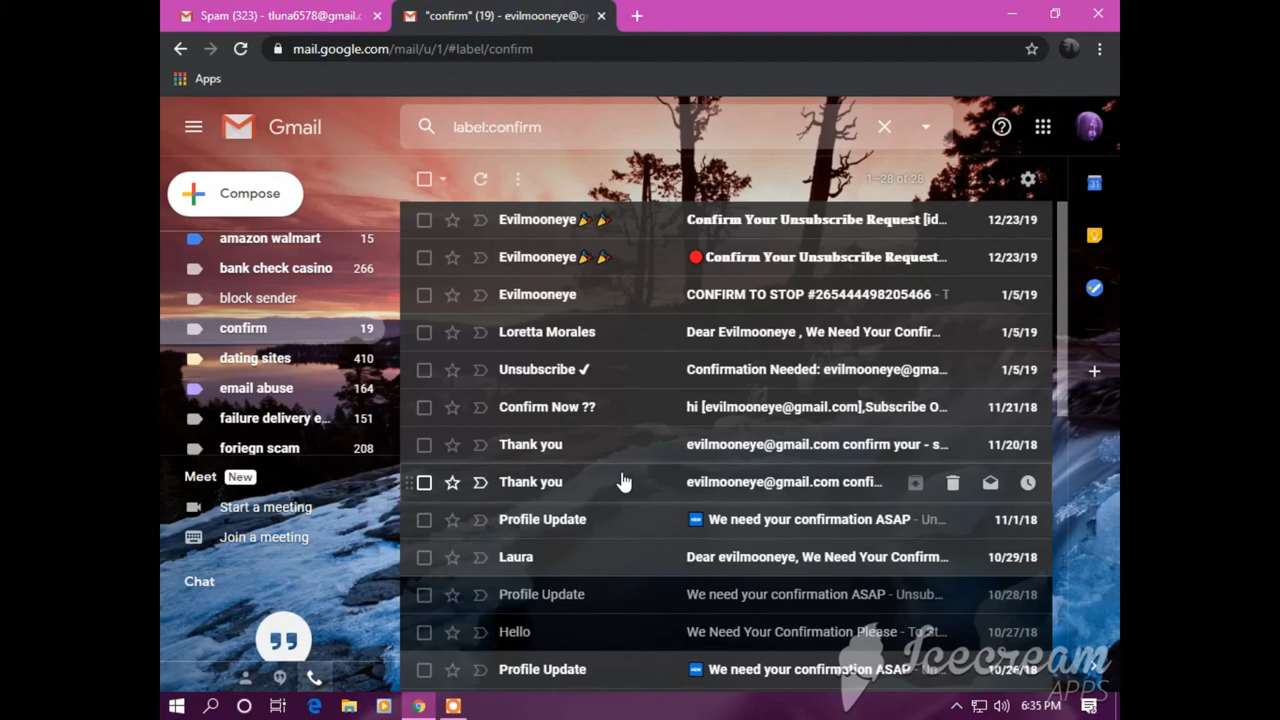 Spam (323) - tluna6578@gmail.c
"confirm" (19) - evilmooneye@g
mail.google.com/mail/u/1/#label/confirm
Apps
Gmail
label:confirm
Compose
1–28 of 28
amazon walmart 15
bank check casino 266
block sender
confirm 19
dating sites 410
email abuse 164
failure delivery e... 151
foriegn scam 208
Meet New
Start a meeting
Join a meeting
Chat
Evilmooneye🎉 🎉 Confirm Your Unsubscribe Request [id... 12/23/19
Evilmooneye🎉 🎉 🔴 Confirm Your Unsubscribe Request... 12/23/19
Evilmooneye CONFIRM TO STOP #265444498205466 - T 1/5/19
Loretta Morales Dear Evilmooneye , We Need Your Confir... 1/5/19
Unsubscribe ✓ Confirmation Needed: evilmooneye@gma... 1/5/19
Confirm Now ?? hi [evilmooneye@gmail.com],Subscribe O... 11/21/18
Thank you evilmooneye@gmail.com confirm your - s... 11/20/18
Thank you evilmooneye@gmail.com confi...
Profile Update 🆕 We need your confirmation ASAP - Un... 11/1/18
Laura Dear evilmooneye, We Need Your Confirm... 10/29/18
Profile Update We need your confirmation ASAP - Unsub... 10/28/18
Hello We Need Your Confirmation Please - To St... 10/27/18
Profile Update 🆕 We need your confirmation ASAP - Un... 10/26/18
Icecream
APPS
6:35 PM